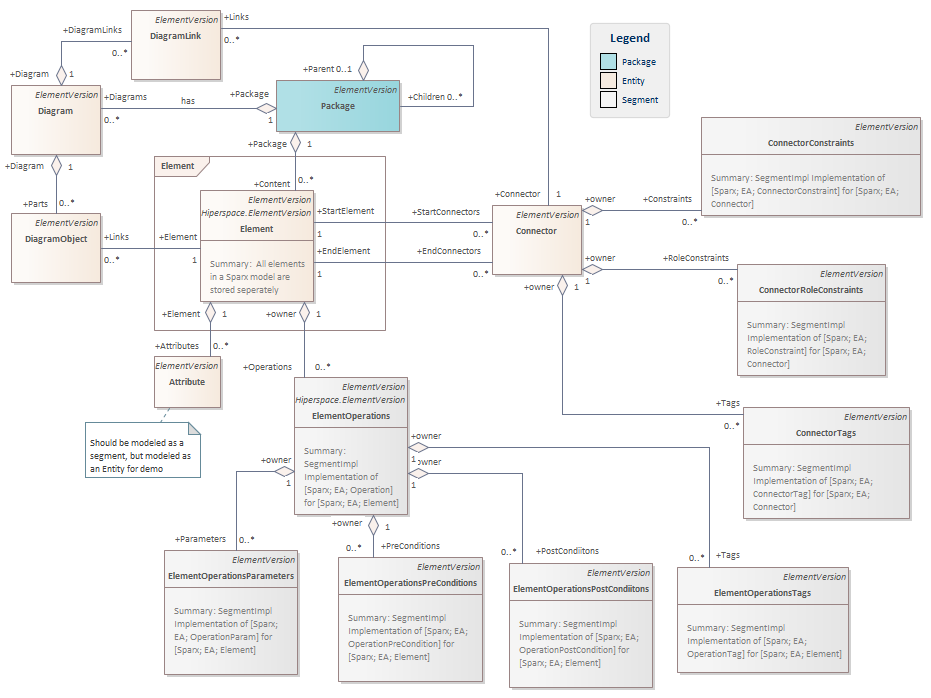 +DiagramLinks
0..*
ElementVersion
DiagramLink
+Links
0..*
Legend
Package
Entity
Segment
+Diagram
1
ElementVersion
Diagram
+Diagrams
0..*
has
+Package
1
+Parent 0..1
ElementVersion
Package
+Children 0..*
+Diagram
1
+Parts
0..*
ElementVersion
DiagramObject
+Links
0..*
+Element
1
+Package
1
Element
+Content
0..*
ElementVersion
Hiperspace.ElementVersion
Element
Summary: All elements
in a Sparx model are
stored seperately
+StartElement
1
+StartConnectors
0..*
+EndElement
1
+EndConnectors
0..*
+Connector
1
ElementVersion
Connector
+owner
1
+Constraints
0..*
ElementVersion
ConnectorConstraints
Summary: SegmentImpl Implementation of
[Sparx; EA; ConnectorConstraint] for [Sparx; EA;
Connector]
+owner
1
+RoleConstraints
0..*
ElementVersion
ConnectorRoleConstraints
Summary: SegmentImpl
Implementation of [Sparx; EA;
RoleConstraint] for [Sparx; EA;
Connector]
+owner
1
+Tags
0..*
ElementVersion
ConnectorTags
Summary: SegmentImpl
Implementation of [Sparx; EA;
ConnectorTag] for [Sparx; EA;
Connector]
+Element
1
+Attributes
0..*
ElementVersion
Attribute
Should be modeled as a
segment, but modeled as
an Entity for demo
+owner
1
+Operations
0..*
ElementVersion
Hiperspace.ElementVersion
ElementOperations
Summary:
SegmentImpl
Implementation of
[Sparx; EA; Operation]
for [Sparx; EA; Element]
+owner
1
+Parameters
0..*
ElementVersion
ElementOperationsParameters
Summary: SegmentImpl
Implementation of [Sparx;
EA; OperationParam] for
[Sparx; EA; Element]
+owner
1
+PreConditions
0..*
ElementVersion
ElementOperationsPreConditions
Summary: SegmentImpl
Implementation of [Sparx; EA;
OperationPreCondition] for
[Sparx; EA; Element]
+owner
1
+PostCondiitons
0..*
ElementVersion
ElementOperationsPostCondiitons
Summary: SegmentImpl
Implementation of [Sparx; EA;
OperationPostCondition] for
[Sparx; EA; Element]
+owner
1
+Tags
0..*
ElementVersion
ElementOperationsTags
Summary: SegmentImpl
Implementation of [Sparx; EA;
OperationTag] for [Sparx; EA; Element]